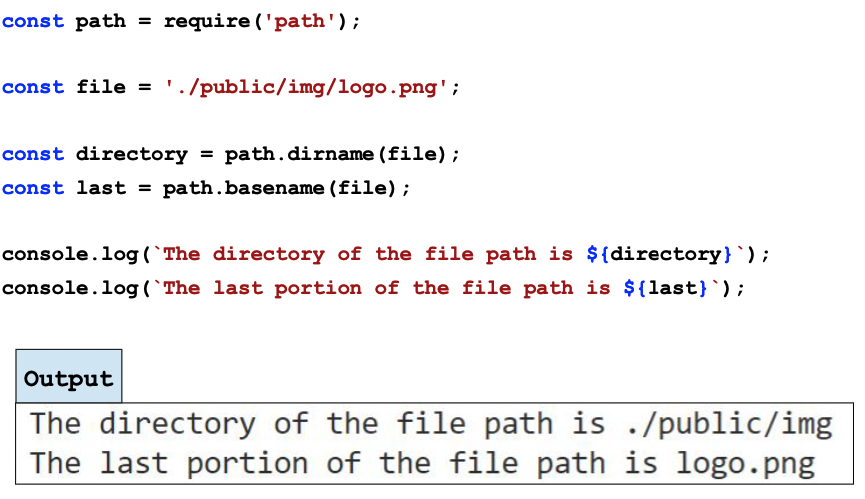 const path = require('path');
const file = './public/img/logo.png';
const directory = path.dirname(file);
const last = path.basename(file);
console.log(`The directory of the file path is ${directory}`);
console.log(`The last portion of the file path is ${last}`);
Output
The directory of the file path is ./public/img
The last portion of the file path is logo.png